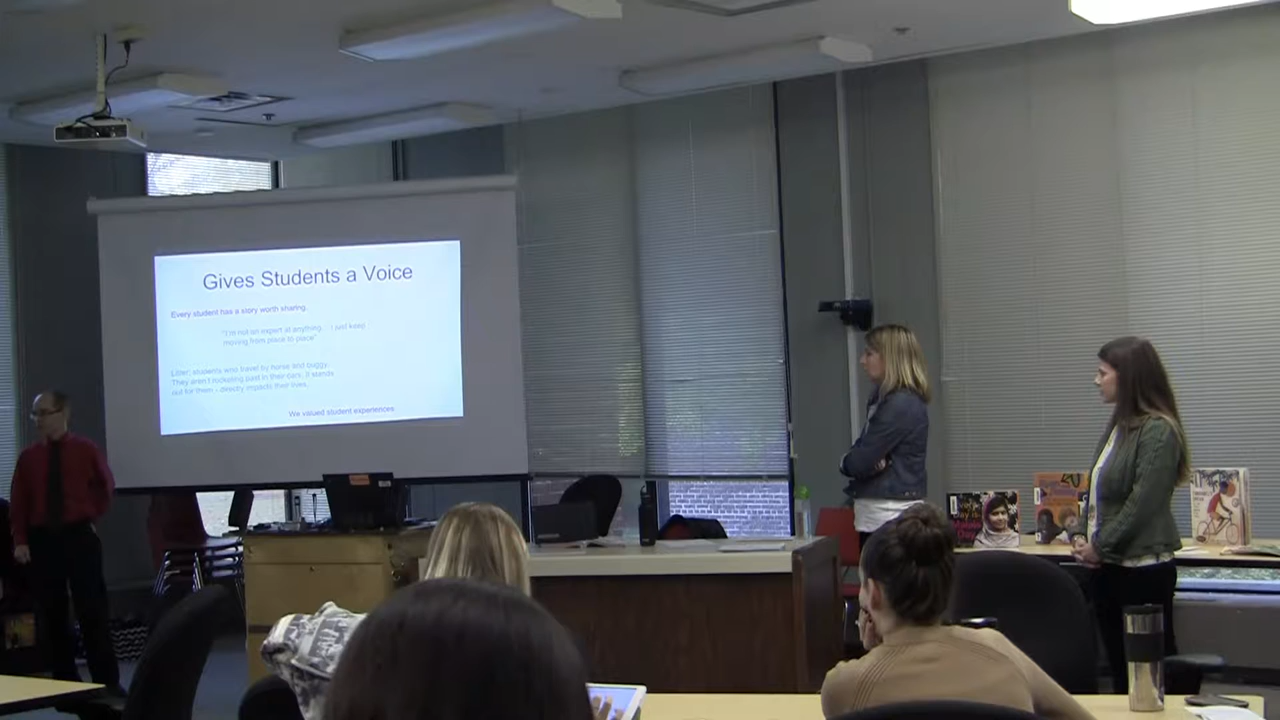 Gives Students a Voice
Every student has a story worth sharing.
"I'm not an expert at anything... I just keep
moving from place to place"
Litter: students who travel by horse and buggy.
They aren't rocketing past in their cars. It stands
out for them - directly impacts their lives.
We valued student experiences